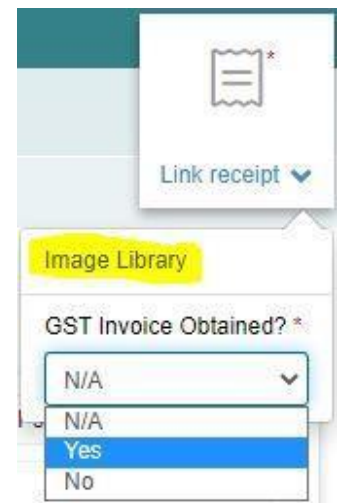 *
Link receipt
Image Library
GST Invoice Obtained? *
N/A
N/A
Yes
No